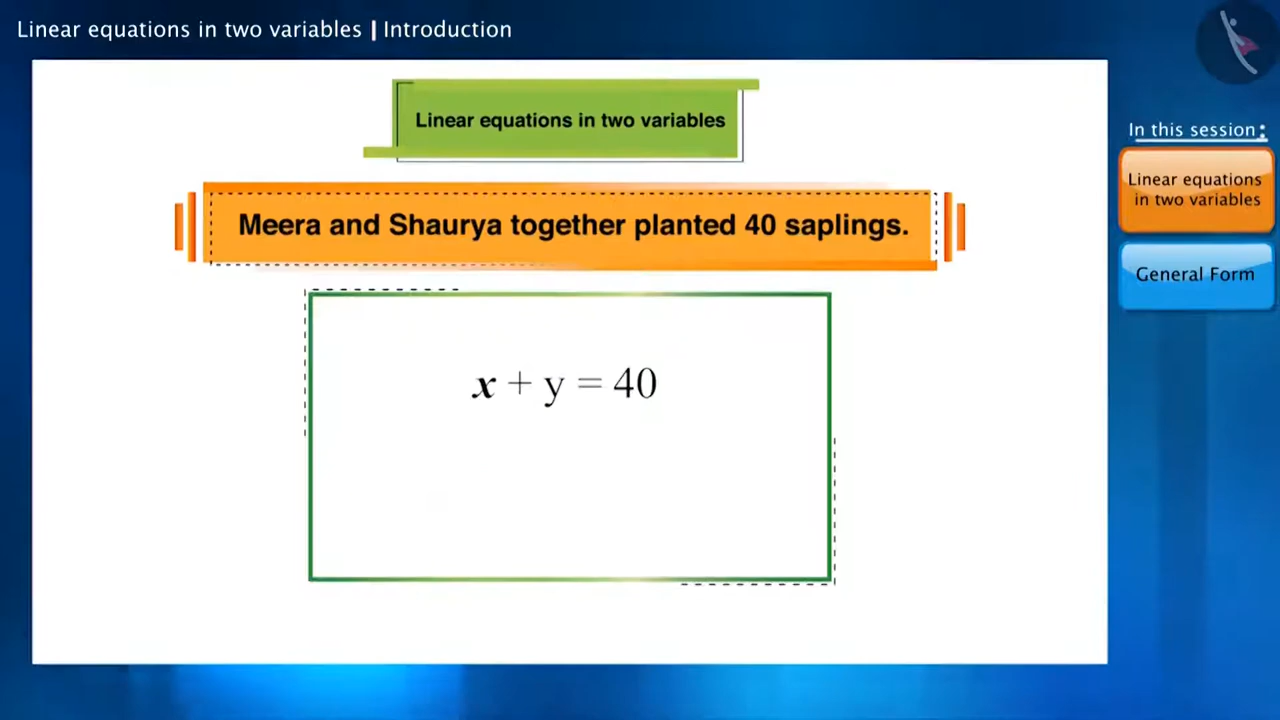 Linear equations in two variables | Introduction
Linear equations in two variables
Meera and Shaurya together planted 40 saplings.
x + y = 40
In this session:
Linear equations
in two variables
General Form